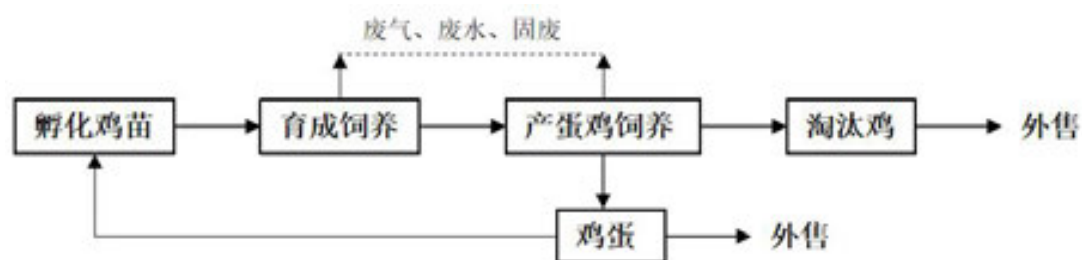 废气、废水、固废
孵化鸡苗
育成饲养
产蛋鸡饲养
淘汰鸡
外售
鸡蛋
外售